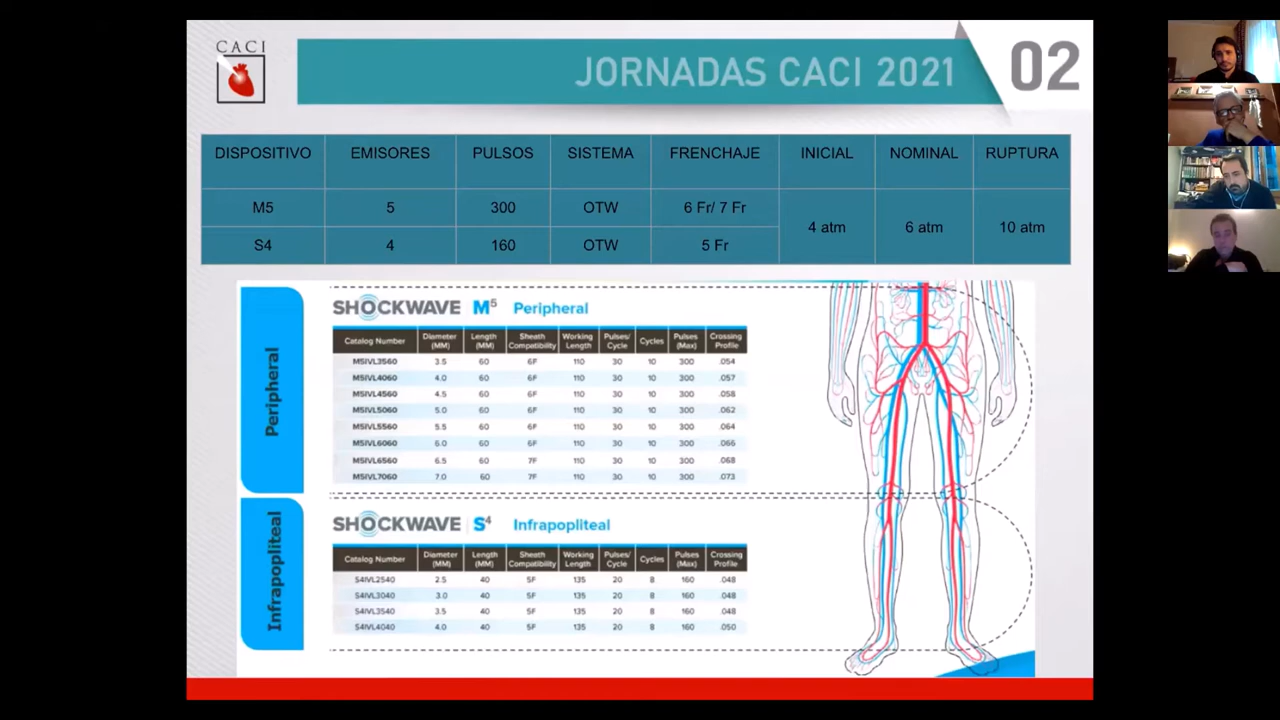 CACI
JORNADAS CACI 2021
02
DISPOSITIVO EMISORES PULSOS SISTEMA FRENCHAJE INICIAL NOMINAL RUPTURA
M5 5 300 OTW 6 Fr/ 7 Fr 4 atm 6 atm 10 atm
S4 4 160 OTW 5 Fr
Peripheral
SHOCKWAVE M5 Peripheral
Catalog Number Diameter (MM) Length (MM) Sheath Compatibility Working Length Pulses/ Cycle Cycles Pulses (Max) Crossing Profile
M5IVL3560 3.5 60 6F 110 30 10 300 .054
M5IVL4060 4.0 60 6F 110 30 10 300 .057
M5IVL4560 4.5 60 6F 110 30 10 300 .058
M5IVL5060 5.0 60 6F 110 30 10 300 .062
M5IVL5560 5.5 60 6F 110 30 10 300 .064
M5IVL6060 6.0 60 6F 110 30 10 300 .066
M5IVL6560 6.5 60 7F 110 30 10 300 .068
M5IVL7060 7.0 60 7F 110 30 10 300 .073
Infrapopliteal
SHOCKWAVE S4 Infrapopliteal
Catalog Number Diameter (MM) Length (MM) Sheath Compatibility Working Length Pulses/ Cycle Cycles Pulses (Max) Crossing Profile
S4IVL2540 2.5 40 5F 135 20 8 160 .048
S4IVL3040 3.0 40 5F 135 20 8 160 .048
S4IVL3540 3.5 40 5F 135 20 8 160 .048
S4IVL4040 4.0 40 5F 135 20 8 160 .050